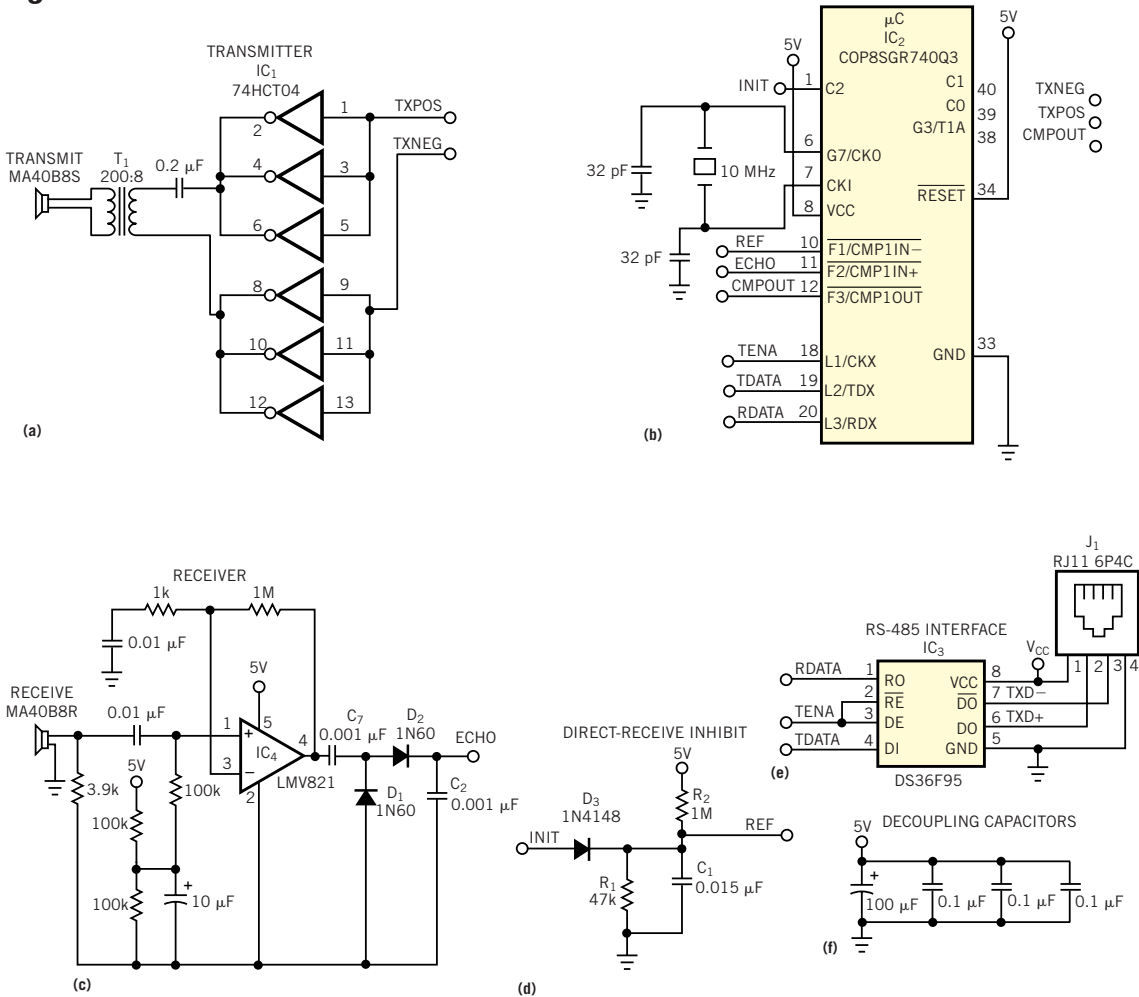 TRANSMITTER
IC1
74HCT04
TRANSMIT
MA40B8S
T1
200:8
0.2 μF
2
1
4
3
6
5
8
9
10
11
12
13
TXPOS
TXNEG
(a)
μC
IC2
COP8SGR740Q3
5V
5V
INIT
1
C2
C1
40
C0
39
G3/T1A
38
TXNEG
TXPOS
CMPOUT
6
G7/CKO
7
CKI
8
VCC
RESET
34
32 pF
10 MHz
32 pF
REF
10
F1/CMP1IN−
ECHO
11
F2/CMP1IN+
CMPOUT
12
F3/CMP1OUT
TENA
18
L1/CKX
TDATA
19
L2/TDX
RDATA
20
L3/RDX
GND
33
(b)
RECEIVER
1k
1M
0.01 μF
5V
RECEIVE
MA40B8R
0.01 μF
1
+
5
IC4
4
3
−
2
LMV821
C7
0.001 μF
D2
1N60
ECHO
D1
1N60
C2
0.001 μF
3.9k
5V
100k
100k
100k
+
10 μF
(c)
DIRECT-RECEIVE INHIBIT
5V
R2
1M
D3
1N4148
INIT
REF
R1
47k
C1
0.015 μF
(d)
J1
RJ11 6P4C
RS-485 INTERFACE
IC3
VCC
1 2 3 4
RDATA
1
RO
VCC
8
2
RE
DO
7
TXD−
TENA
3
DE
DO
6
TXD+
TDATA
4
DI
GND
5
DS36F95
(e)
5V
DECOUPLING CAPACITORS
+
100 μF
0.1 μF
0.1 μF
0.1 μF
(f)